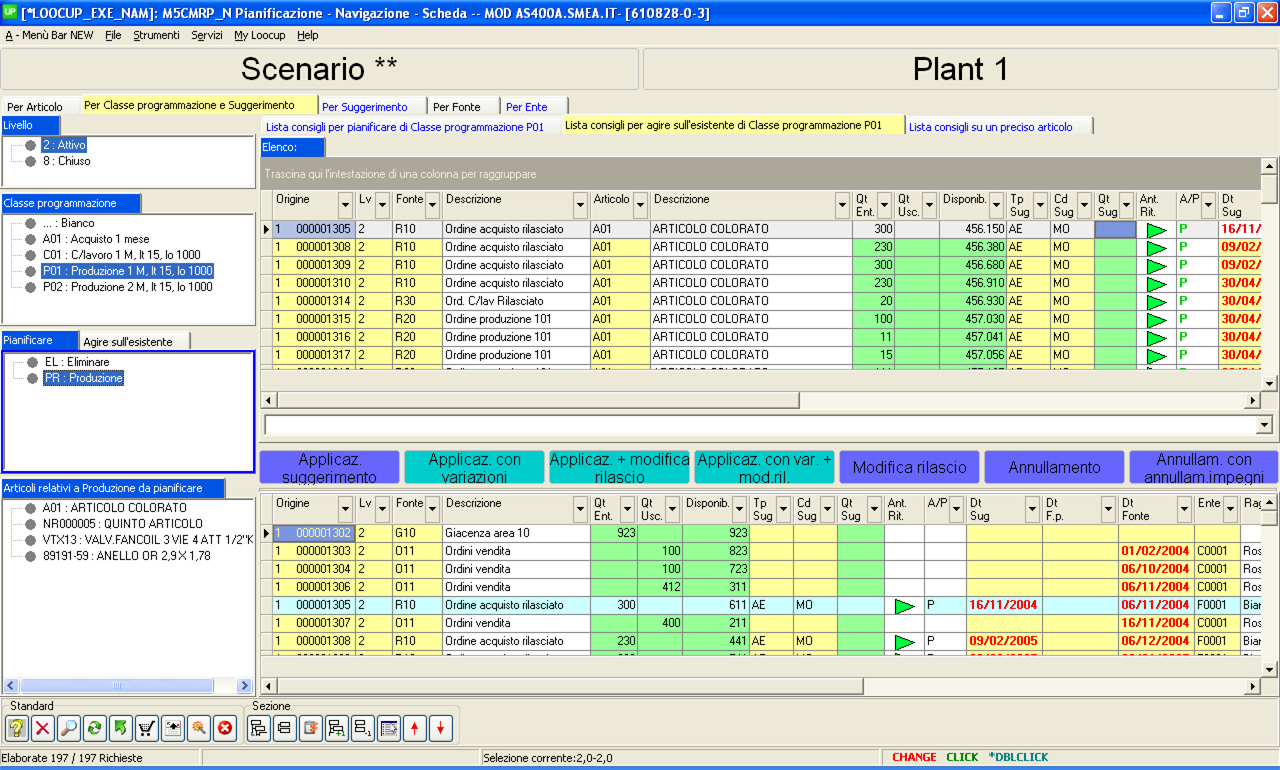 [*LOOCUP_EXE_NAM]: M5CMRP_N Pianificazione - Navigazione - Scheda -- MOD AS400A.SMEA.IT- [610828-0-3]
A - Menù Bar NEW File Strumenti Servizi My Loocup Help
Scenario ** Plant 1
Per Articolo Per Classe programmazione e Suggerimento Per Suggerimento Per Fonte Per Ente
Livello
2 : Attivo
8 : Chiuso
Classe programmazione
... : Bianco
A01 : Acquisto 1 mese
C01 : C/lavoro 1 M, lt 15, lo 1000
P01 : Produzione 1 M, lt 15, lo 1000
P02 : Produzione 2 M, lt 15, lo 1000
Pianificare Agire sull'esistente
EL : Eliminare
PR : Produzione
Articoli relativi a Produzione da pianificare
A01 : ARTICOLO COLORATO
NR000005 : QUINTO ARTICOLO
VTX13 : VALV.FANCOIL 3 VIE 4 ATT 1/2"K
89191-59 : ANELLO OR 2,9 X 1,78
Lista consigli per pianificare di Classe programmazione P01 Lista consigli per agire sull'esistente di Classe programmazione P01 Lista consigli su un preciso articolo
Elenco:
Trascina qui l'intestazione di una colonna per raggruppare
Origine Lv Fonte Descrizione Articolo Descrizione Qt Ent. Qt Usc. Disponib. Tp Sug Cd Sug Qt Sug Ant. Rit. A/P Dt Sug
1 000001305 2 R10 Ordine acquisto rilasciato A01 ARTICOLO COLORATO 300 456.150 AE MO P 16/11/
1 000001308 2 R10 Ordine acquisto rilasciato A01 ARTICOLO COLORATO 230 456.380 AE MO P 09/02/
1 000001309 2 R10 Ordine acquisto rilasciato A01 ARTICOLO COLORATO 300 456.680 AE MO P 09/02/
1 000001310 2 R10 Ordine acquisto rilasciato A01 ARTICOLO COLORATO 230 456.910 AE MO P 30/04/
1 000001314 2 R30 Ord. C/lav Rilasciato A01 ARTICOLO COLORATO 20 456.930 AE MO P 30/04/
1 000001315 2 R20 Ordine produzione 101 A01 ARTICOLO COLORATO 100 457.030 AE MO P 30/04/
1 000001316 2 R20 Ordine produzione 101 A01 ARTICOLO COLORATO 11 457.041 AE MO P 30/04/
1 000001317 2 R20 Ordine produzione 101 A01 ARTICOLO COLORATO 15 457.056 AE MO P 30/04/
Applicaz. suggerimento Applicaz. con variazioni Applicaz. + modifica rilascio Applicaz. con var. + mod.ril. Modifica rilascio Annullamento Annullam. con annullam.impegni
Origine Lv Fonte Descrizione Qt Ent. Qt Usc. Disponib. Tp Sug Cd Sug Qt Sug Ant. Rit. A/P Dt Sug Dt F.p. Dt Fonte Ente Rag
1 000001302 2 G10 Giacenza area 10 923 923
1 000001303 2 O11 Ordini vendita 100 823 01/02/2004 C0001 Ros
1 000001304 2 O11 Ordini vendita 100 723 06/10/2004 C0001 Ros
1 000001306 2 O11 Ordini vendita 412 311 06/11/2004 C0001 Ros
1 000001305 2 R10 Ordine acquisto rilasciato 300 611 AE MO P 16/11/2004 06/11/2004 F0001 Bian
1 000001307 2 O11 Ordini vendita 400 211 16/11/2004 C0001 Ros
1 000001308 2 R10 Ordine acquisto rilasciato 230 441 AE MO P 09/02/2005 06/12/2004 F0001 Bian
Standard Sezione
Elaborate 197 / 197 Richieste Selezione corrente:2,0-2,0 CHANGE CLICK *DBLCLICK